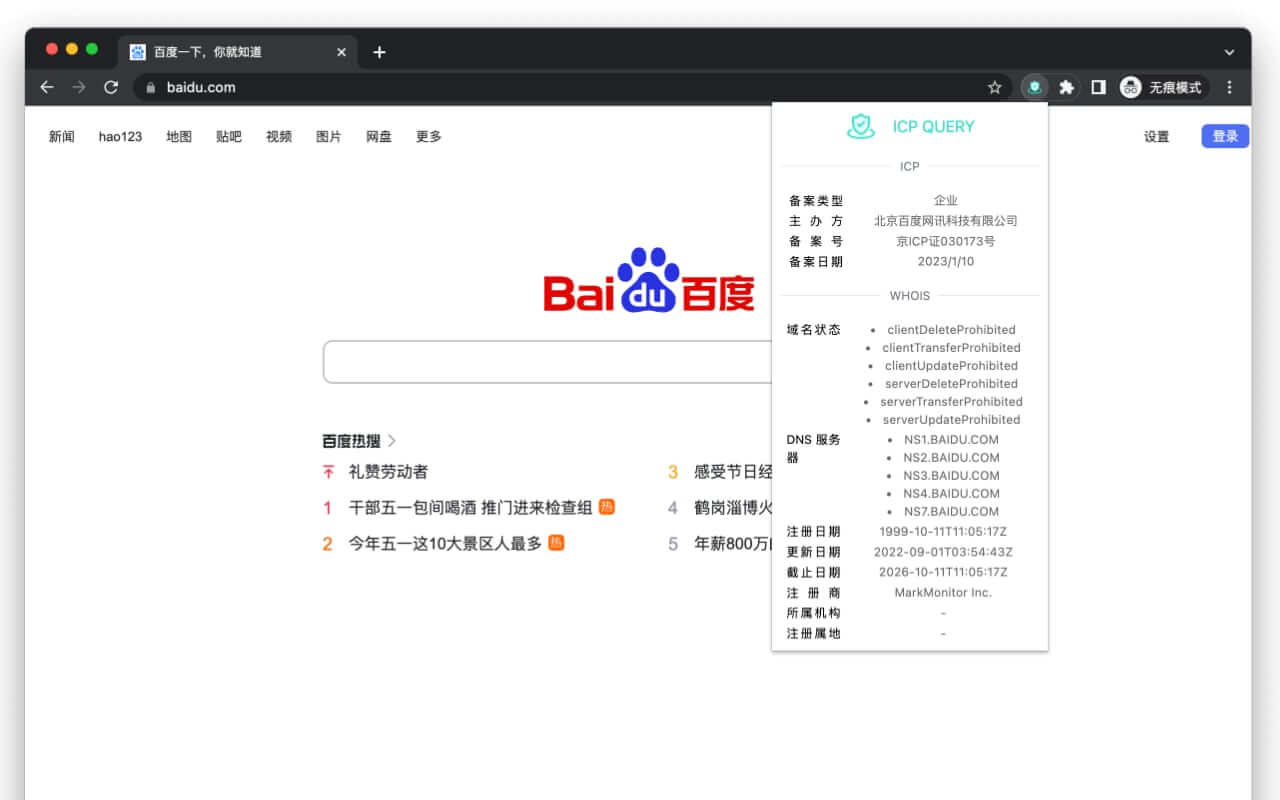 百度一下，你就知道
baidu.com
无痕模式
新闻 hao123 地图 贴吧 视频 图片 网盘 更多
设置 登录
Bai du 百度
百度热搜
礼赞劳动者
1 干部五一包间喝酒 推门进来检查组 热
2 今年五一这10大景区人最多 热
3 感受节日经
4 鹤岗淄博火
5 年薪800万
ICP QUERY
ICP
备案类型 企业
主办方 北京百度网讯科技有限公司
备案号 京ICP证030173号
备案日期 2023/1/10
WHOIS
域名状态 • clientDeleteProhibited
• clientTransferProhibited
• clientUpdateProhibited
• serverDeleteProhibited
• serverTransferProhibited
• serverUpdateProhibited
DNS 服务器 • NS1.BAIDU.COM
• NS2.BAIDU.COM
• NS3.BAIDU.COM
• NS4.BAIDU.COM
• NS7.BAIDU.COM
注册日期 1999-10-11T11:05:17Z
更新日期 2022-09-01T03:54:43Z
截止日期 2026-10-11T11:05:17Z
注册商 MarkMonitor Inc.
所属机构 -
注册属地 -